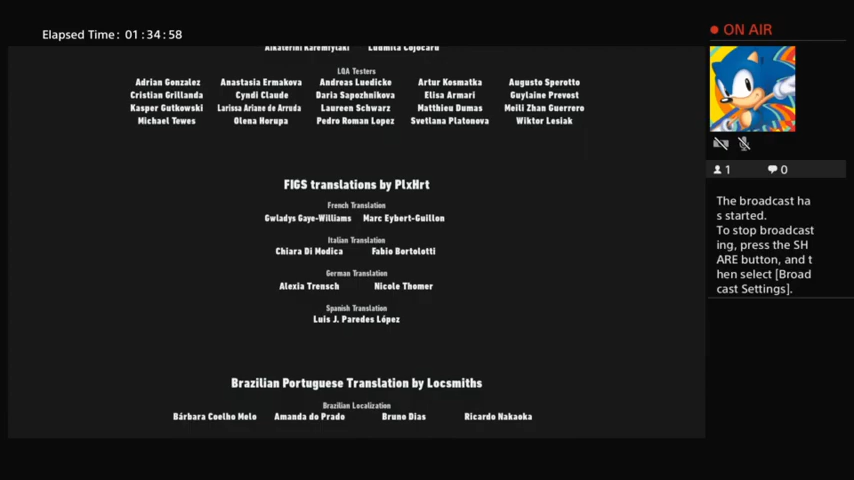 Elapsed Time: 01:34:58
ON AIR
Ludmila Cojocaru
LQA Testers
Adrian Gonzalez Anastasia Ermakova Andreas Luedicke Artur Kosmatka Augusto Sperotto
Cristian Grillanda Cyndi Claude Daria Sapozhnikova Elisa Armari Guylaine Prevost
Kasper Gutkowski Larissa Ariane de Arruda Laureen Schwarz Matthieu Dumas Meili Zhan Guerrero
Michael Tewes Olena Horupa Pedro Roman Lopez Svetlana Platonova Wiktor Lesiak
FIGS translations by PlxHrt
French Translation
Gwladys Gaye-Williams Marc Eybert-Guillon
Italian Translation
Chiara Di Modica Fabio Bortolotti
German Translation
Alexia Trensch Nicole Thomer
Spanish Translation
Luis J. Paredes López
Brazilian Portuguese Translation by Locsmiths
Brazilian Localization
Bárbara Coelho Melo Amanda do Prado Bruno Dias Ricardo Nakaoka
1 0
The broadcast ha
s started.
To stop broadcast
ing, press the SH
ARE button, and t
hen select [Broad
cast Settings].